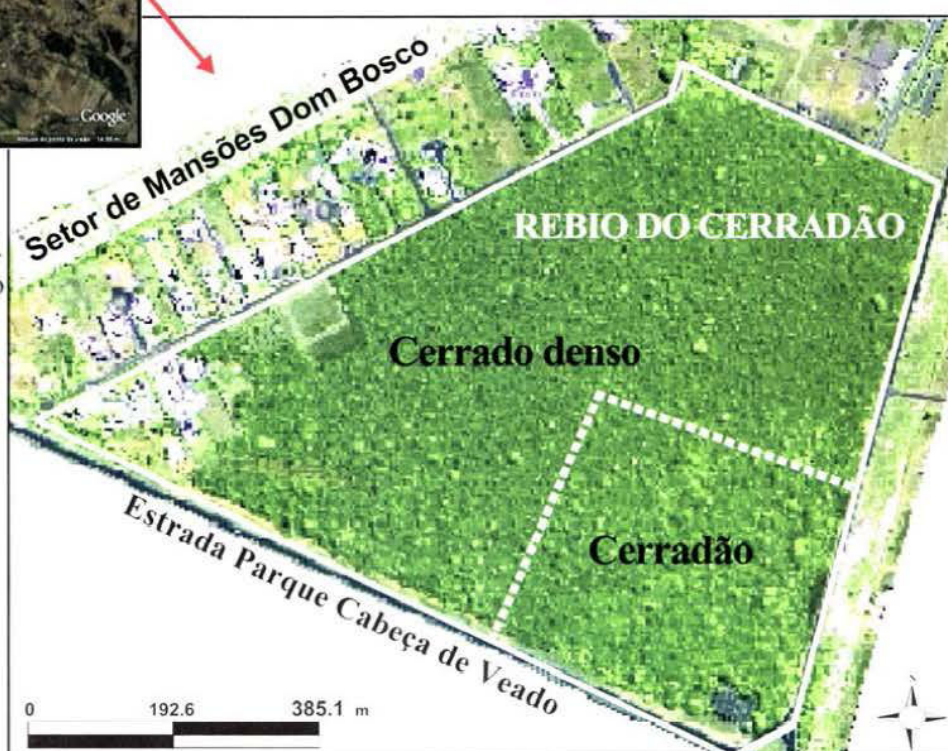 Google
Setor de Mansões Dom Bosco
REBIO DO CERRADÃO
Cerrado denso
Cerradão
Estrada Parque Cabeça de Veado
0 192.6 385.1 m